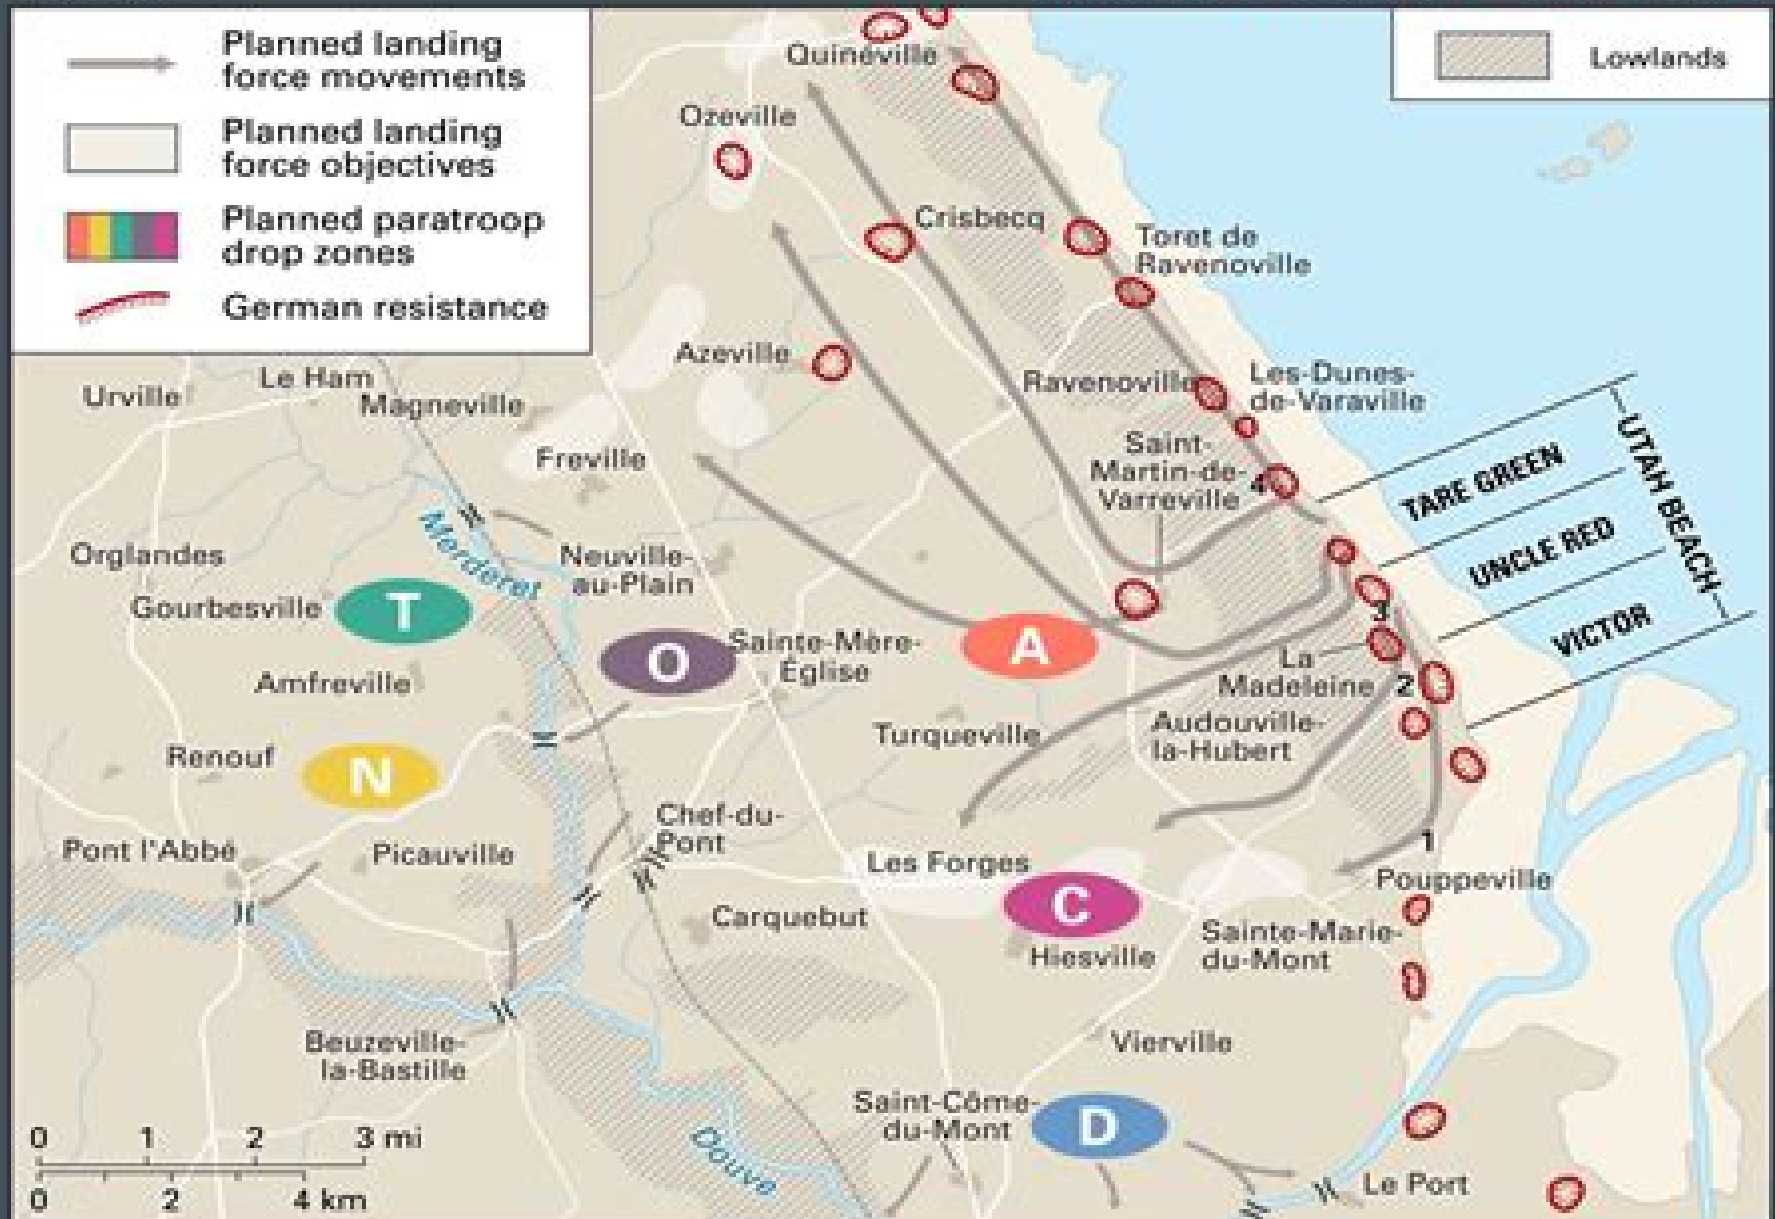 Planned landing
force movements
Planned landing
force objectives
Planned paratroop
drop zones
German resistance
Lowlands
Quinéville
Ozeville
Crisbecq
Toret de
Ravenoville
Azeville
Ravenoville
Les-Dunes-
de-Varaville
Urville
Le Ham
Magneville
Freville
Saint-
Martin-de-
Varreville
4
TARE GREEN
UTAH BEACH
UNCLE RED
VICTOR
Orglandes
Merderet
Neuville-
au-Plain
Gourbesville
T
O
Sainte-Mère-
Église
A
3
La
Madeleine
2
Amfreville
Turqueville
Audouville-
la-Hubert
Renouf
N
Chef-du-
Pont
1
Pont l'Abbé
Picauville
Les Forges
Pouppeville
C
Carquebut
Hiesville
Sainte-Marie-
du-Mont
Beuzeville-
la-Bastille
Vierville
Saint-Côme-
du-Mont
D
Douve
Le Port
0 1 2 3 mi
0 2 4 km